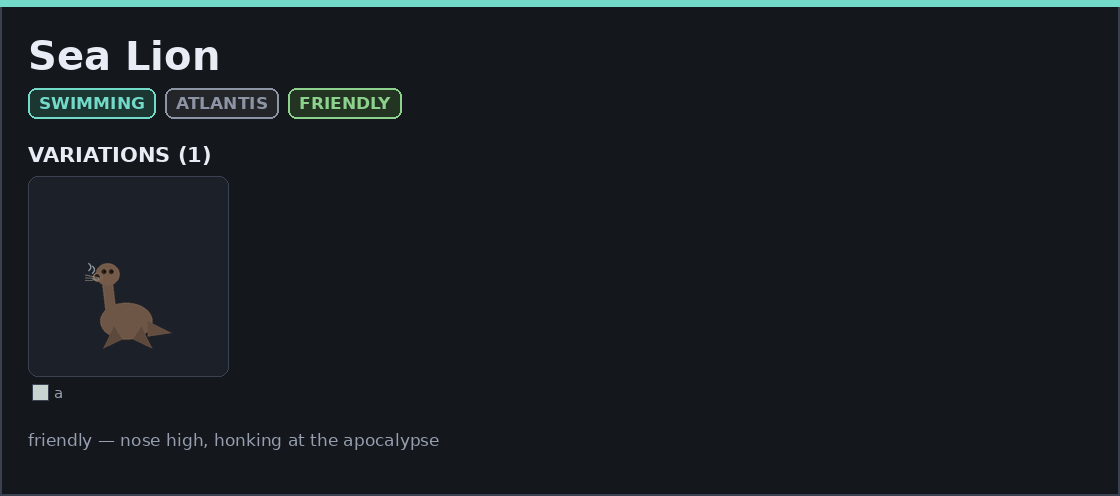 Sea Lion
SWIMMING ATLANTIS FRIENDLY
VARIATIONS (1)
a
friendly — nose high, honking at the apocalypse